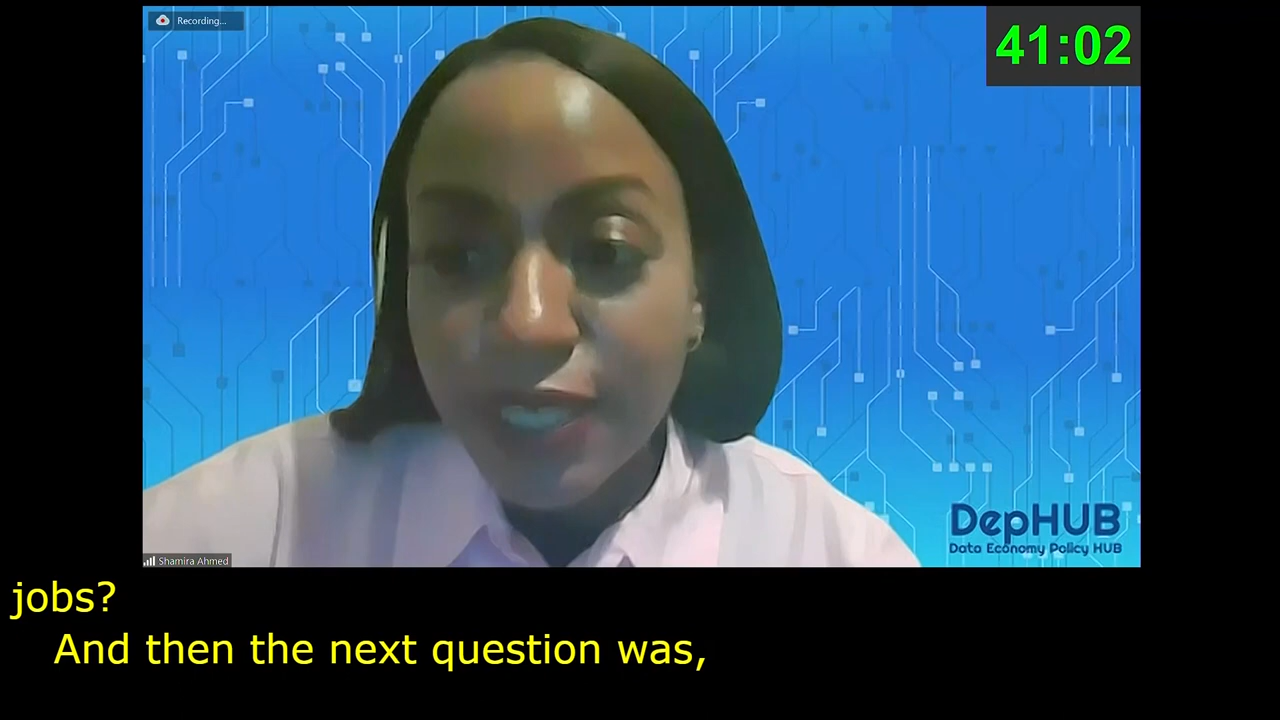 Recording...
41:02
DepHUB
Data Economy Policy HUB
Shamira Ahmed
jobs?
And then the next question was,